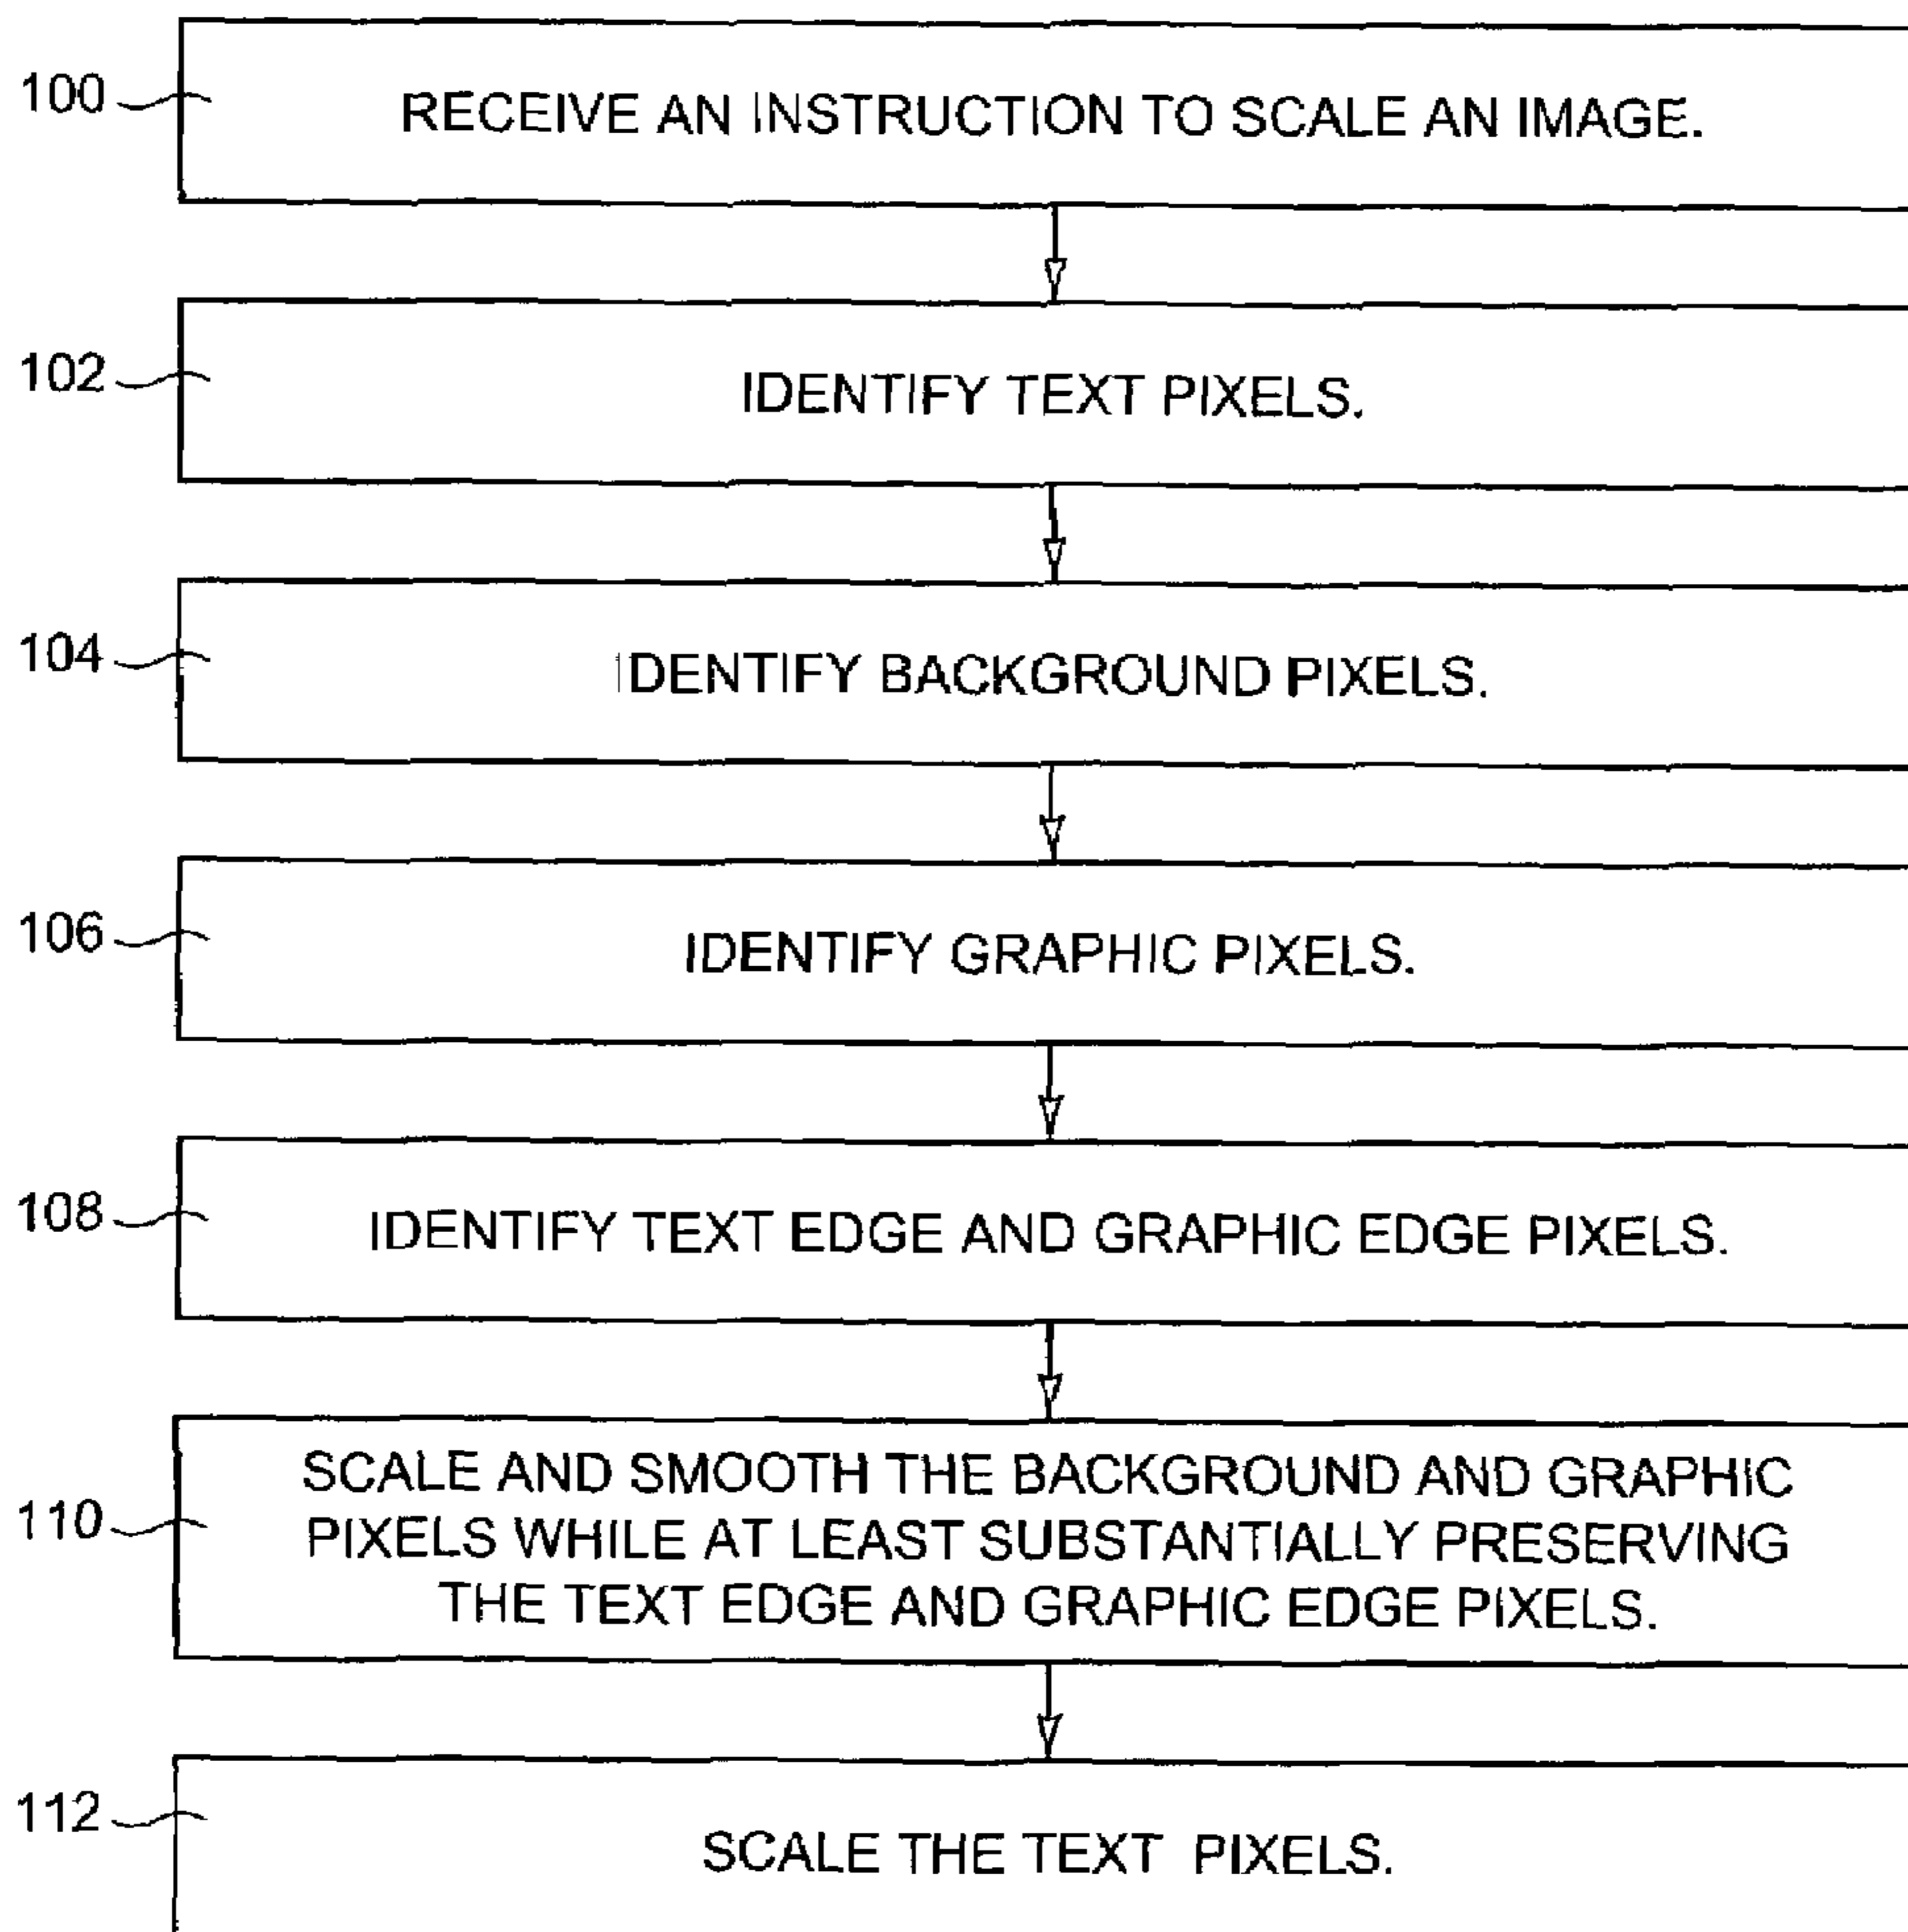 100
RECEIVE AN INSTRUCTION TO SCALE AN IMAGE.
102
IDENTIFY TEXT PIXELS.
104
IDENTIFY BACKGROUND PIXELS.
106
IDENTIFY GRAPHIC PIXELS.
108
IDENTIFY TEXT EDGE AND GRAPHIC EDGE PIXELS.
110
SCALE AND SMOOTH THE BACKGROUND AND GRAPHIC
PIXELS WHILE AT LEAST SUBSTANTIALLY PRESERVING
THE TEXT EDGE AND GRAPHIC EDGE PIXELS.
112
SCALE THE TEXT PIXELS.